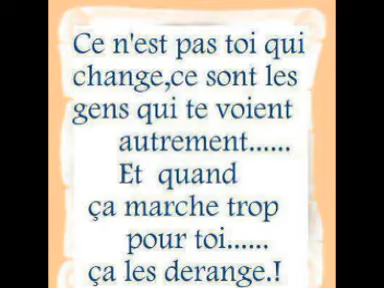 Ce n'est pas toi qui
change,ce sont les
gens qui te voient
autrement......
Et quand
ça marche trop
pour toi......
ça les derange.!